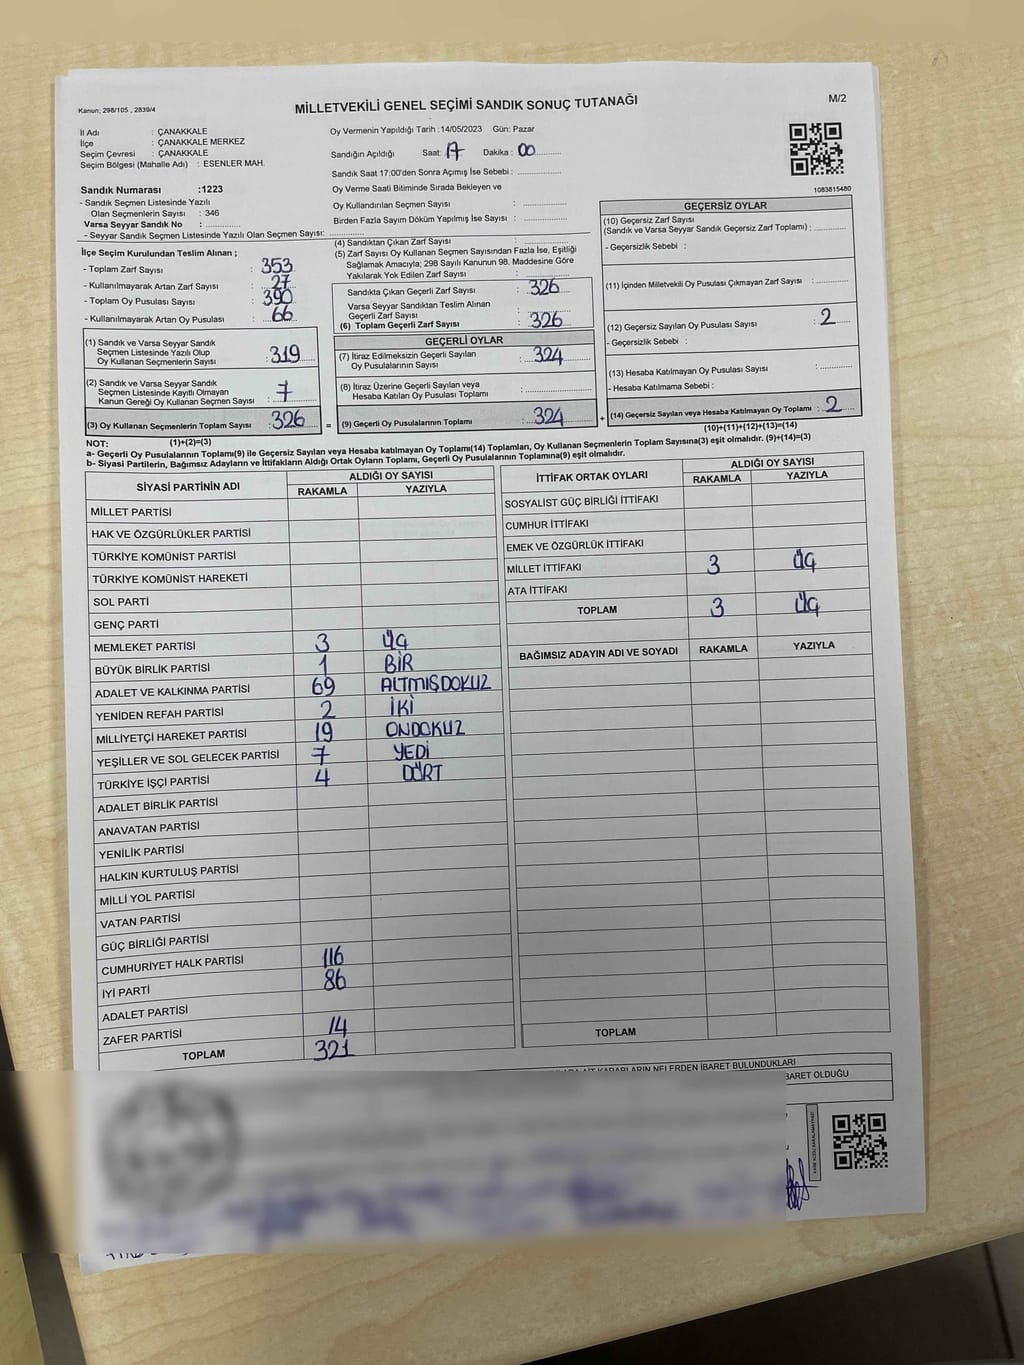 Kanun; 298/105 , 2839/4
MİLLETVEKİLİ GENEL SEÇİMİ SANDIK SONUÇ TUTANAĞI
M/2
İl Adı : ÇANAKKALE
İlçe : ÇANAKKALE MERKEZ
Seçim Çevresi : ÇANAKKALE
Seçim Bölgesi (Mahalle Adı) : ESENLER MAH.
Sandık Numarası :1223
- Sandık Seçmen Listesinde Yazılı
Olan Seçmenlerin Sayısı : 346
Varsa Seyyar Sandık No :
- Seyyar Sandık Seçmen Listesinde Yazılı Olan Seçmen Sayısı:
Oy Vermenin Yapıldığı Tarih :14/05/2023 Gün: Pazar
Sandığın Açıldığı Saat: 17 Dakika : 00
Sandık Saat 17:00'den Sonra Açımış İse Sebebi :
Oy Verme Saati Bitiminde Sırada Bekleyen ve
Oy Kullandırılan Seçmen Sayısı :
Birden Fazla Sayım Döküm Yapılmış İse Sayısı :
1083815480
İlçe Seçim Kurulundan Teslim Alınan ;
- Toplam Zarf Sayısı : 353
- Kullanılmayarak Artan Zarf Sayısı : 27
- Toplam Oy Pusulası Sayısı : 390
- Kullanılmayarak Artan Oy Pusulası : 66
(1) Sandık ve Varsa Seyyar Sandık
Seçmen Listesinde Yazılı Olup
Oy Kullanan Seçmenlerin Sayısı : 319
(2) Sandık ve Varsa Seyyar Sandık
Seçmen Listesinde Kayıtlı Olmayan
Kanun Gereği Oy Kullanan Seçmen Sayısı : 7
(3) Oy Kullanan Seçmenlerin Toplam Sayısı : 326
(4) Sandıktan Çıkan Zarf Sayısı :
(5) Zarf Sayısı Oy Kullanan Seçmen Sayısından Fazla İse, Eşitliği
Sağlamak Amacıyla; 298 Sayılı Kanunun 98. Maddesine Göre
Yakılarak Yok Edilen Zarf Sayısı :
Sandıkta Çıkan Geçerli Zarf Sayısı : 326
Varsa Seyyar Sandıktan Teslim Alınan
Geçerli Zarf Sayısı :
(6) Toplam Geçerli Zarf Sayısı : 326
GEÇERLİ OYLAR
(7) İtiraz Edilmeksizin Geçerli Sayılan
Oy Pusulalarının Sayısı : 324
(8) İtiraz Üzerine Geçerli Sayılan veya
Hesaba Katılan Oy Pusulası Toplamı :
= (9) Geçerli Oy Pusulalarının Toplamı : 324 +
GEÇERSİZ OYLAR
(10) Geçersiz Zarf Sayısı
(Sandık ve Varsa Seyyar Sandık Geçersiz Zarf Toplamı) :
- Geçersizlik Sebebi :
(11) İçinden Milletvekili Oy Pusulası Çıkmayan Zarf Sayısı :
(12) Geçersiz Sayılan Oy Pusulası Sayısı : 2
- Geçersizlik Sebebi :
(13) Hesaba Katılmayan Oy Pusulası Sayısı :
- Hesaba Katılmama Sebebi :
(14) Geçersiz Sayılan veya Hesaba Katılmayan Oy Toplamı : 2
NOT: (1)+(2)=(3) (10)+(11)+(12)+(13)=(14)
a- Geçerli Oy Pusulalarının Toplamı(9) ile Geçersiz Sayılan veya Hesaba katılmayan Oy Toplamı(14) Toplamları, Oy Kullanan Seçmenlerin Toplam Sayısına(3) eşit olmalıdır. (9)+(14)=(3)
b- Siyasi Partilerin, Bağımsız Adayların ve İttifakların Aldığı Ortak Oyların Toplamı, Geçerli Oy Pusulalarının Toplamına(9) eşit olmalıdır.
SİYASİ PARTİNİN ADI ALDIĞI OY SAYISI
RAKAMLA YAZIYLA
MİLLET PARTİSİ
HAK VE ÖZGÜRLÜKLER PARTİSİ
TÜRKİYE KOMÜNİST PARTİSİ
TÜRKİYE KOMÜNİST HAREKETİ
SOL PARTİ
GENÇ PARTİ
MEMLEKET PARTİSİ 3 ÜÇ
BÜYÜK BİRLİK PARTİSİ 1 BİR
ADALET VE KALKINMA PARTİSİ 69 ALTMIŞDOKUZ
YENİDEN REFAH PARTİSİ 2 İKİ
MİLLİYETÇİ HAREKET PARTİSİ 19 ONDOKUZ
YEŞİLLER VE SOL GELECEK PARTİSİ 7 YEDİ
TÜRKİYE İŞÇİ PARTİSİ 4 DÖRT
ADALET BİRLİK PARTİSİ
ANAVATAN PARTİSİ
YENİLİK PARTİSİ
HALKIN KURTULUŞ PARTİSİ
MİLLİ YOL PARTİSİ
VATAN PARTİSİ
GÜÇ BİRLİĞİ PARTİSİ
CUMHURİYET HALK PARTİSİ 116
İYİ PARTİ 86
ADALET PARTİSİ
ZAFER PARTİSİ 14
TOPLAM 321
İTTİFAK ORTAK OYLARI ALDIĞI OY SAYISI
RAKAMLA YAZIYLA
SOSYALİST GÜÇ BİRLİĞİ İTTİFAKI
CUMHUR İTTİFAKI
EMEK VE ÖZGÜRLÜK İTTİFAKI
MİLLET İTTİFAKI 3 ÜÇ
ATA İTTİFAKI
TOPLAM 3 ÜÇ
BAĞIMSIZ ADAYIN ADI VE SOYADI RAKAMLA YAZIYLA
TOPLAM
KARARLARIN NELERDEN İBARET BULUNDUKLARI
İBARET OLDUĞU